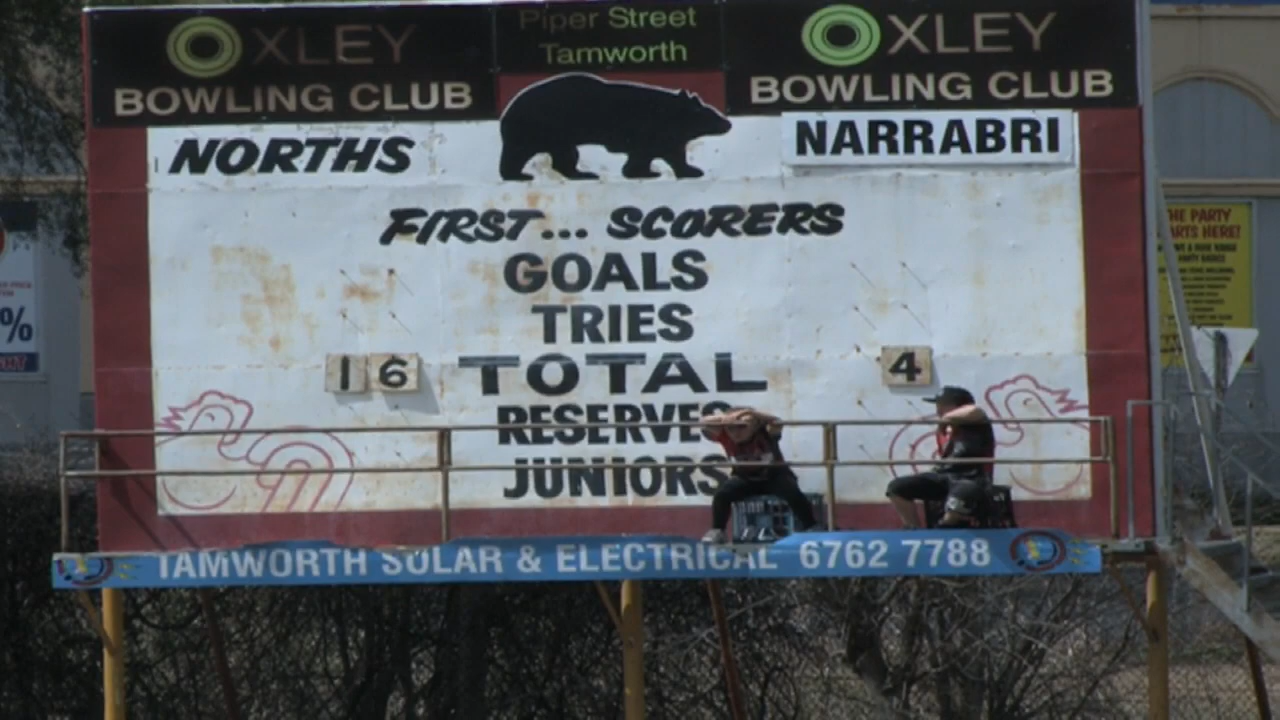 OXLEY
BOWLING CLUB
Piper Street
Tamworth
OXLEY
BOWLING CLUB
NORTHS
NARRABRI
FIRST... SCORERS
GOALS
TRIES
16 TOTAL 4
RESERVES
JUNIORS
TAMWORTH SOLAR & ELECTRICAL 6762 7788
THE PARTY
STARTS HERE!
%